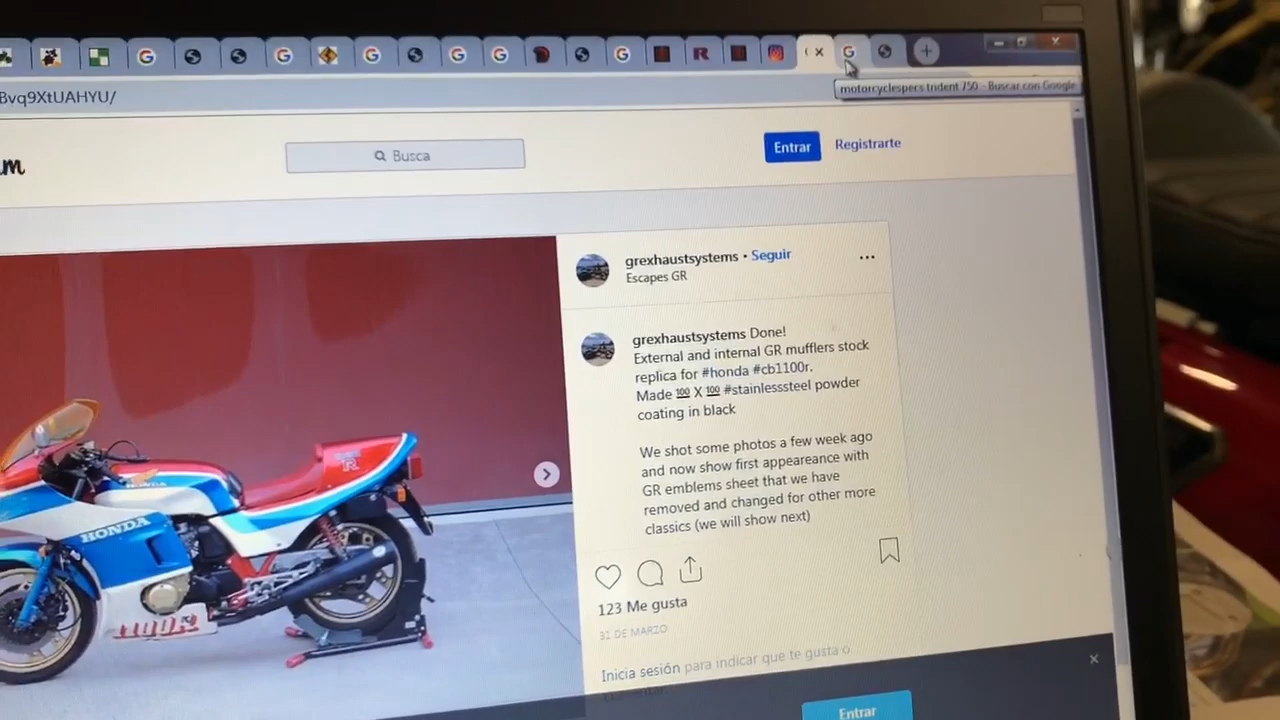 Bvq9XtUAHYU/
motorcyclespecs trident 750 - Buscar con Google
m
Busca
Entrar
Registrarte
grexhaustsystems • Seguir
Escapes GR
grexhaustsystems Done!
External and internal GR mufflers stock
replica for #honda #cb1100r.
Made 💯 X 💯 #stainlesssteel powder
coating in black
We shot some photos a few week ago
and now show first appeareance with
GR emblems sheet that we have
removed and changed for other more
classics (we will show next)
123 Me gusta
31 DE MARZO
Inicia sesión para indicar que te gusta o
comentar.
Entrar
HONDA
HONDA
R
1100R